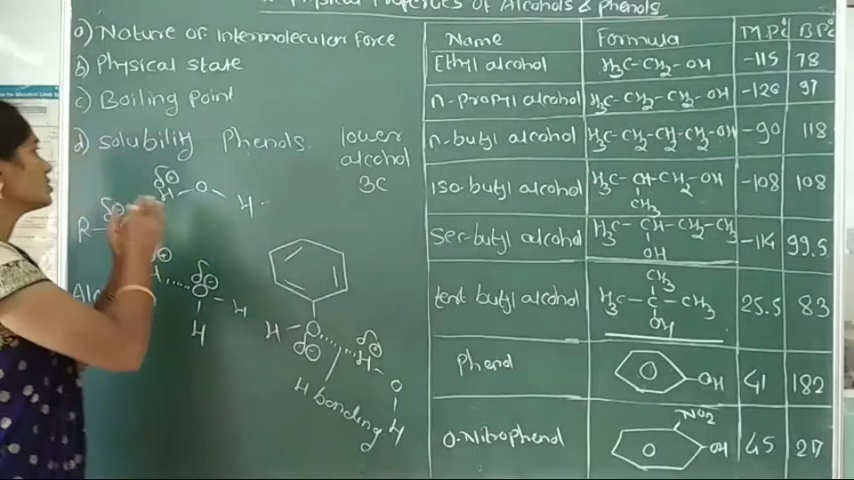 Physical Properties of Alcohols & Phenols
a) Nature of Intermolecular force
b) Physical state
c) Boiling Point
d) solubility Phenols lower
alcohol
3C
δ⊕
H - O - H
R-
δ⊖
δ⊖
O - H
H
H - O
δ⊖
δ⊕
H - O
H
H bonding
Name Formula M.P℃ B.P℃
Ethyl alcohol H3C-CH2-OH -115 78
n-propyl alcohol H3C-CH2-CH2-OH -126 97
n-butyl alcohol H3C-CH2-CH2-CH2-OH -90 118
iso-butyl alcohol H3C-CH-CH2-OH -108 108
CH3
Sec-butyl alcohol H3C-CH-CH2-CH3 -114 99.5
OH
CH3
tert butyl alcohol H3C-C-CH3 25.5 83
OH
Phenol -OH 41 182
NO2
O-Nitrophenol -OH 45 217